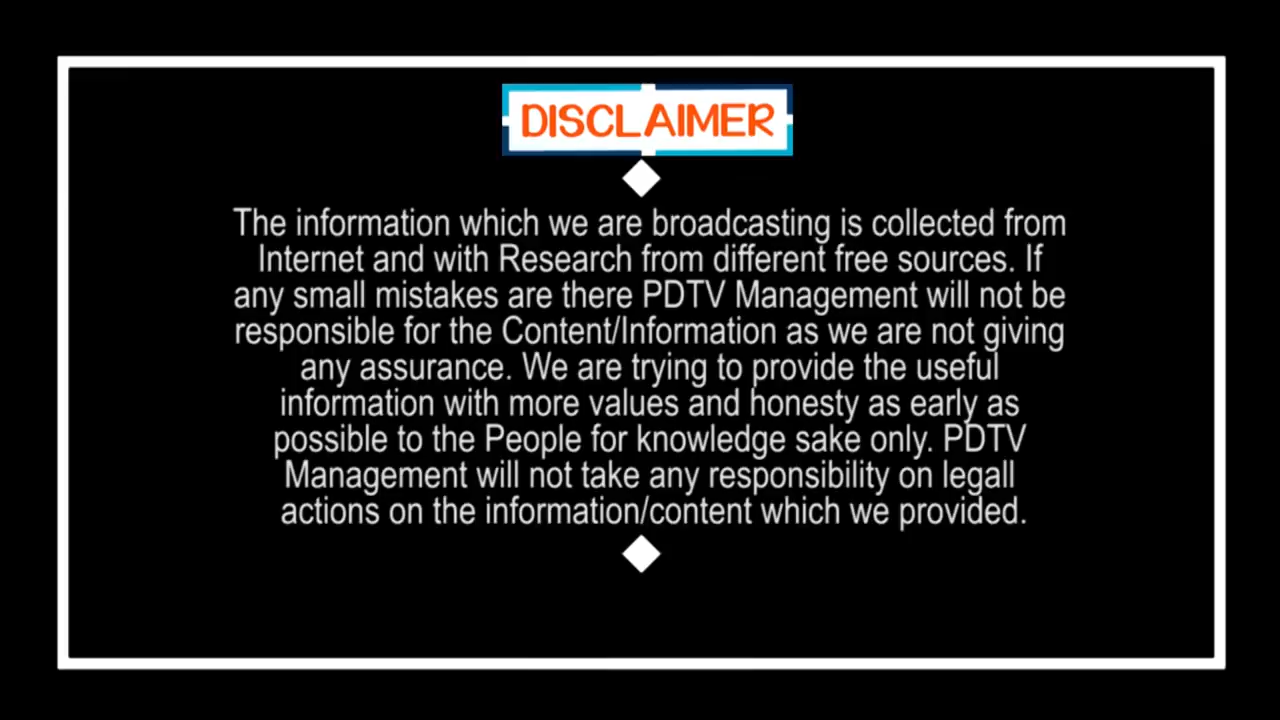 DISCLAIMER
The information which we are broadcasting is collected from
Internet and with Research from different free sources. If
any small mistakes are there PDTV Management will not be
responsible for the Content/Information as we are not giving
any assurance. We are trying to provide the useful
information with more values and honesty as early as
possible to the People for knowledge sake only. PDTV
Management will not take any responsibility on legall
actions on the information/content which we provided.